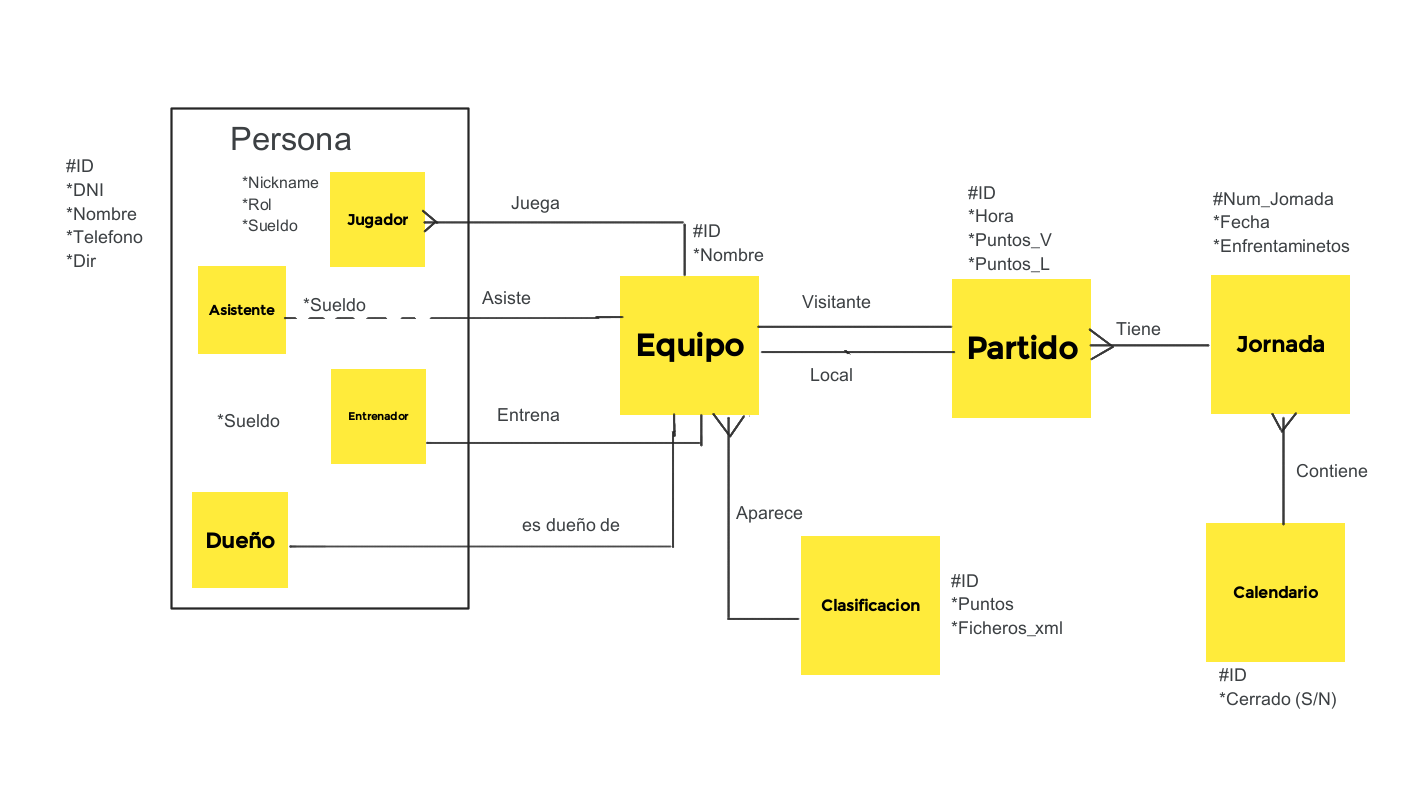 Persona
#ID
*DNI
*Nombre
*Telefono
*Dir
*Nickname
*Rol
*Sueldo
Jugador
Juega
Asistente
*Sueldo
Asiste
*Sueldo
Entrenador
Entrena
Dueño
es dueño de
#ID
*Nombre
Equipo
Visitante
Local
#ID
*Hora
*Puntos_V
*Puntos_L
Partido
Tiene
#Num_Jornada
*Fecha
*Enfrentaminetos
Jornada
Contiene
Aparece
Clasificacion
#ID
*Puntos
*Ficheros_xml
Calendario
#ID
*Cerrado (S/N)